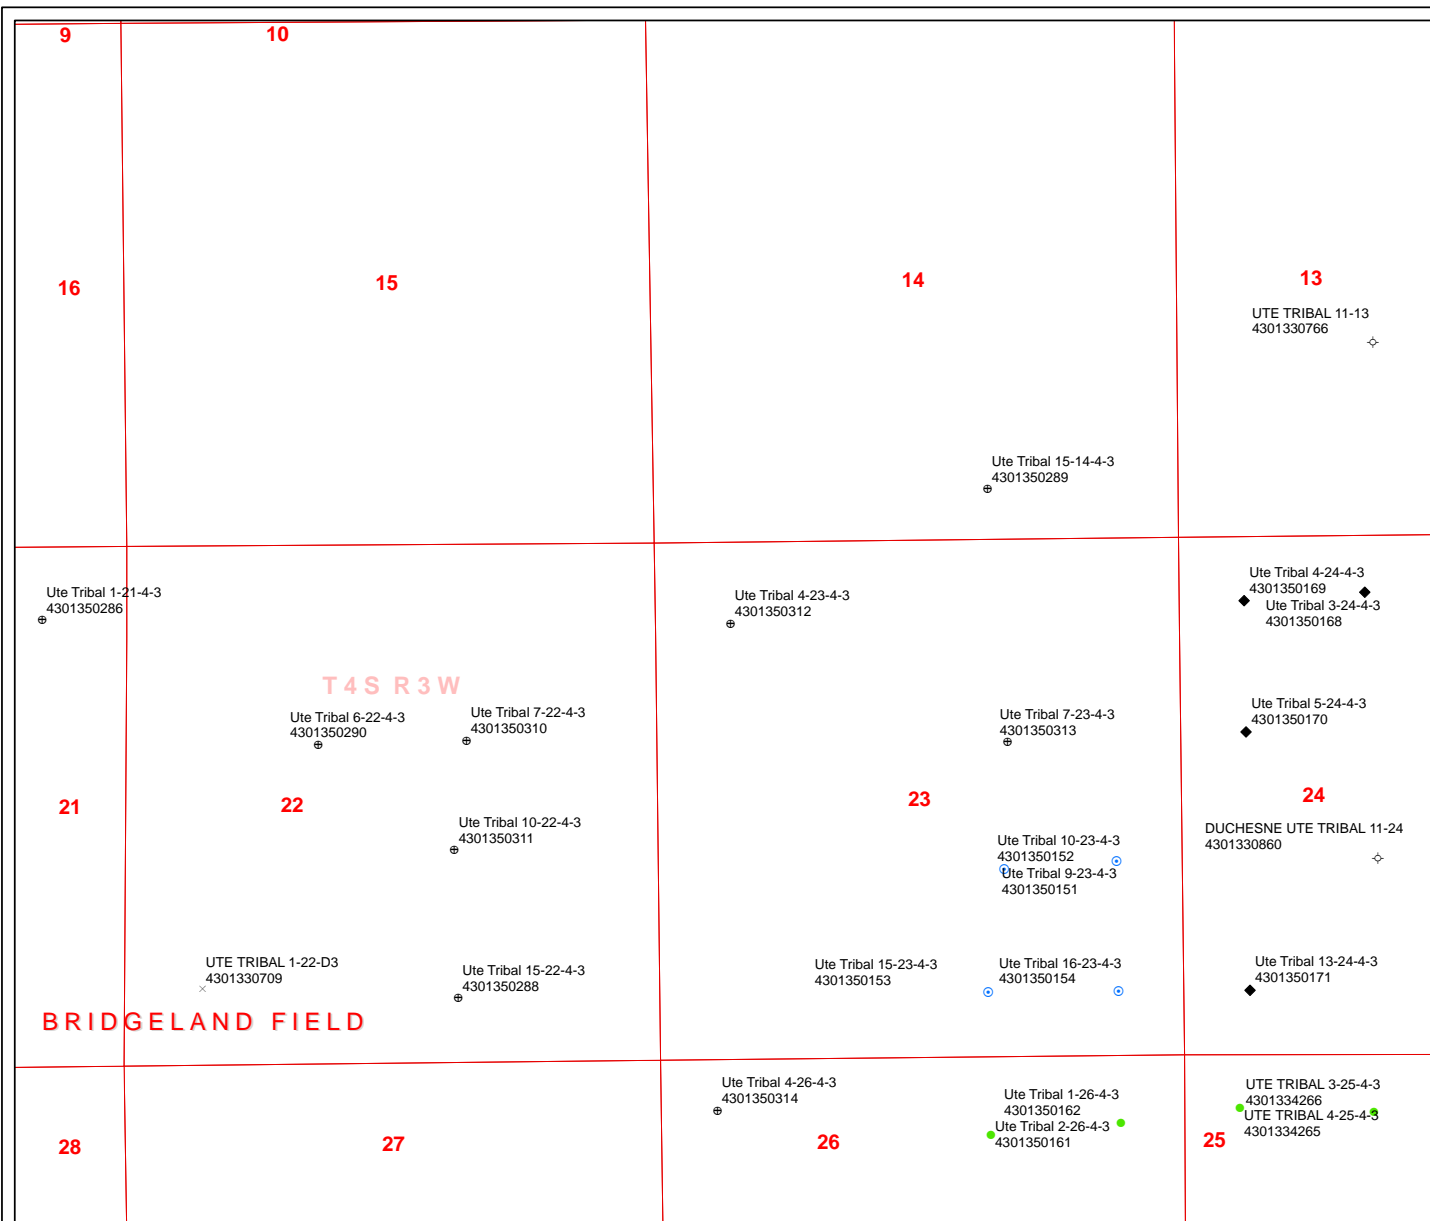 9
10
16
15
14
13
UTE TRIBAL 11-13
4301330766
Ute Tribal 15-14-4-3
4301350289
Ute Tribal 1-21-4-3
4301350286
Ute Tribal 4-23-4-3
4301350312
Ute Tribal 4-24-4-3
4301350169
Ute Tribal 3-24-4-3
4301350168
T4S R3W
Ute Tribal 6-22-4-3
4301350290
Ute Tribal 7-22-4-3
4301350310
Ute Tribal 7-23-4-3
4301350313
Ute Tribal 5-24-4-3
4301350170
21
22
23
24
Ute Tribal 10-22-4-3
4301350311
Ute Tribal 10-23-4-3
4301350152
Ute Tribal 9-23-4-3
4301350151
DUCHESNE UTE TRIBAL 11-24
4301330860
UTE TRIBAL 1-22-D3
4301330709
Ute Tribal 15-22-4-3
4301350288
Ute Tribal 15-23-4-3
4301350153
Ute Tribal 16-23-4-3
4301350154
Ute Tribal 13-24-4-3
4301350171
BRIDGELAND FIELD
Ute Tribal 4-26-4-3
4301350314
Ute Tribal 1-26-4-3
4301350162
Ute Tribal 2-26-4-3
4301350161
UTE TRIBAL 3-25-4-3
4301334266
UTE TRIBAL 4-25-4-3
4301334265
28
27
26
25